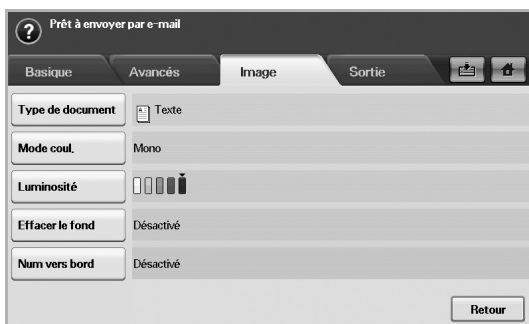 Prêt à envoyer par e-mail
Basique Avancés Image Sortie
Type de document Texte
Mode coul. Mono
Luminosité
Effacer le fond Désactivé
Num vers bord Désactivé
Retour